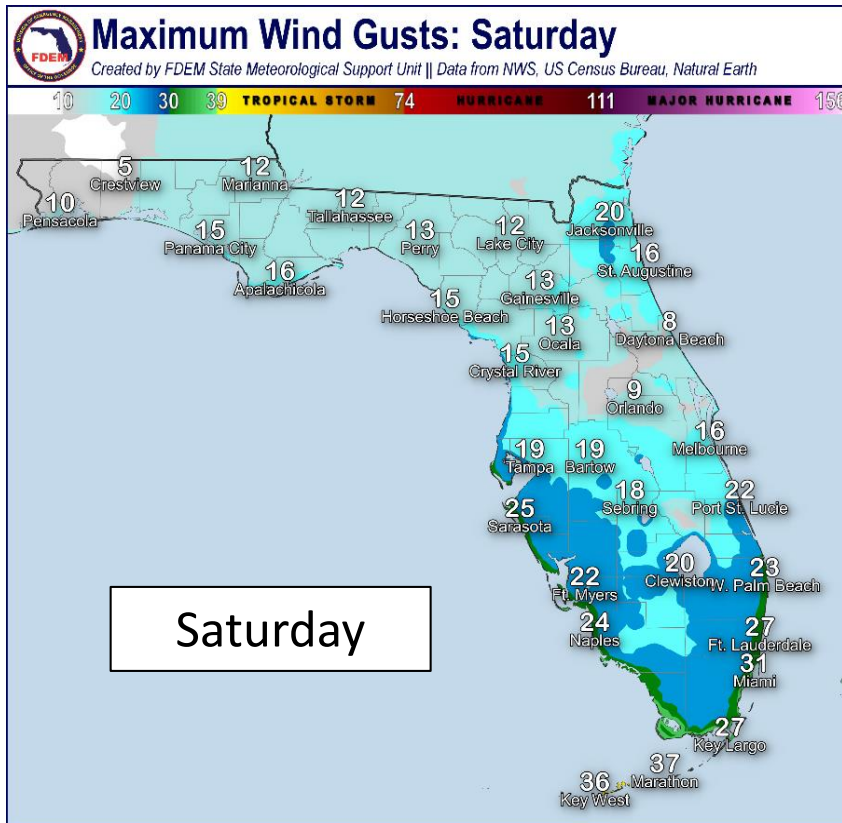 Maximum Wind Gusts: Saturday
Created by FDEM State Meteorological Support Unit || Data from NWS, US Census Bureau, Natural Earth
FDEM
10 20 30 39 TROPICAL STORM 74 HURRICANE 111 MAJOR HURRICANE 156
5
Crestview
12
Marianna
10
Pensacola
12
Tallahassee
20
Jacksonville
15
Panama City
13
Perry
12
Lake City
16
St. Augustine
16
Apalachicola
13
Gainesville
15
Horseshoe Beach
13
Ocala
8
Daytona Beach
15
Crystal River
9
Orlando
16
Melbourne
19
Tampa
19
Bartow
18
Sebring
22
Port St. Lucie
25
Sarasota
20
Clewiston
23
W. Palm Beach
22
Ft. Myers
24
Naples
27
Ft. Lauderdale
31
Miami
Saturday
27
Key Largo
37
Marathon
36
Key West